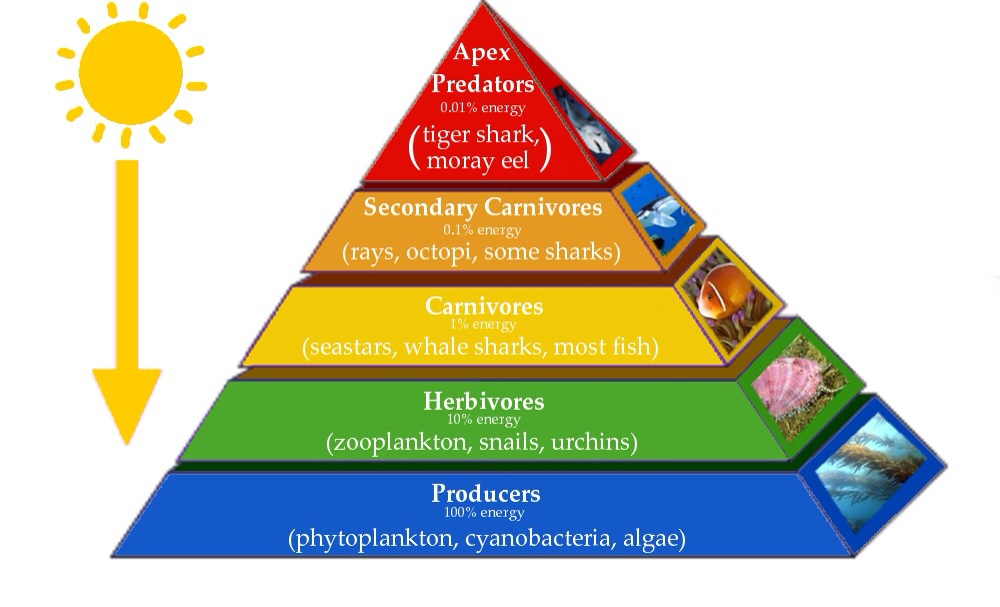 Apex
Predators
0.01% energy
(tiger shark,
moray eel)
Secondary Carnivores
0.1% energy
(rays, octopi, some sharks)
Carnivores
1% energy
(seastars, whale sharks, most fish)
Herbivores
10% energy
(zooplankton, snails, urchins)
Producers
100% energy
(phytoplankton, cyanobacteria, algae)